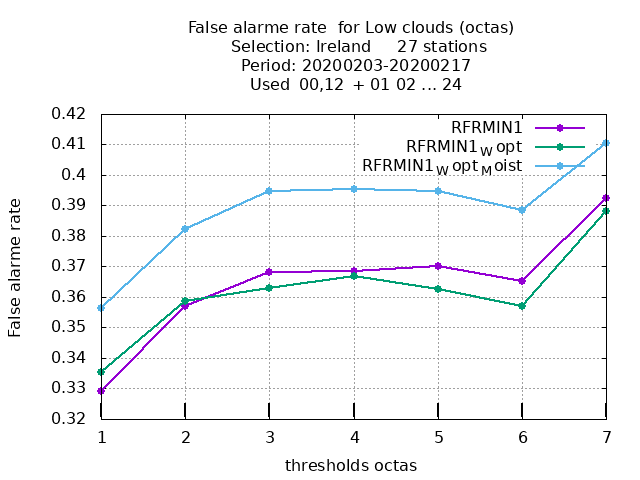 False alarme rate  for Low clouds (octas)
Selection: Ireland     27 stations
Period: 20200203-20200217
Used  00,12  + 01 02 ... 24
0.42
0.41
0.4
0.39
0.38
0.37
0.36
0.35
0.34
0.33
0.32
False alarme rate
RFRMIN1
RFRMIN1_W opt
RFRMIN1_W opt_M oist
1 2 3 4 5 6 7
thresholds octas